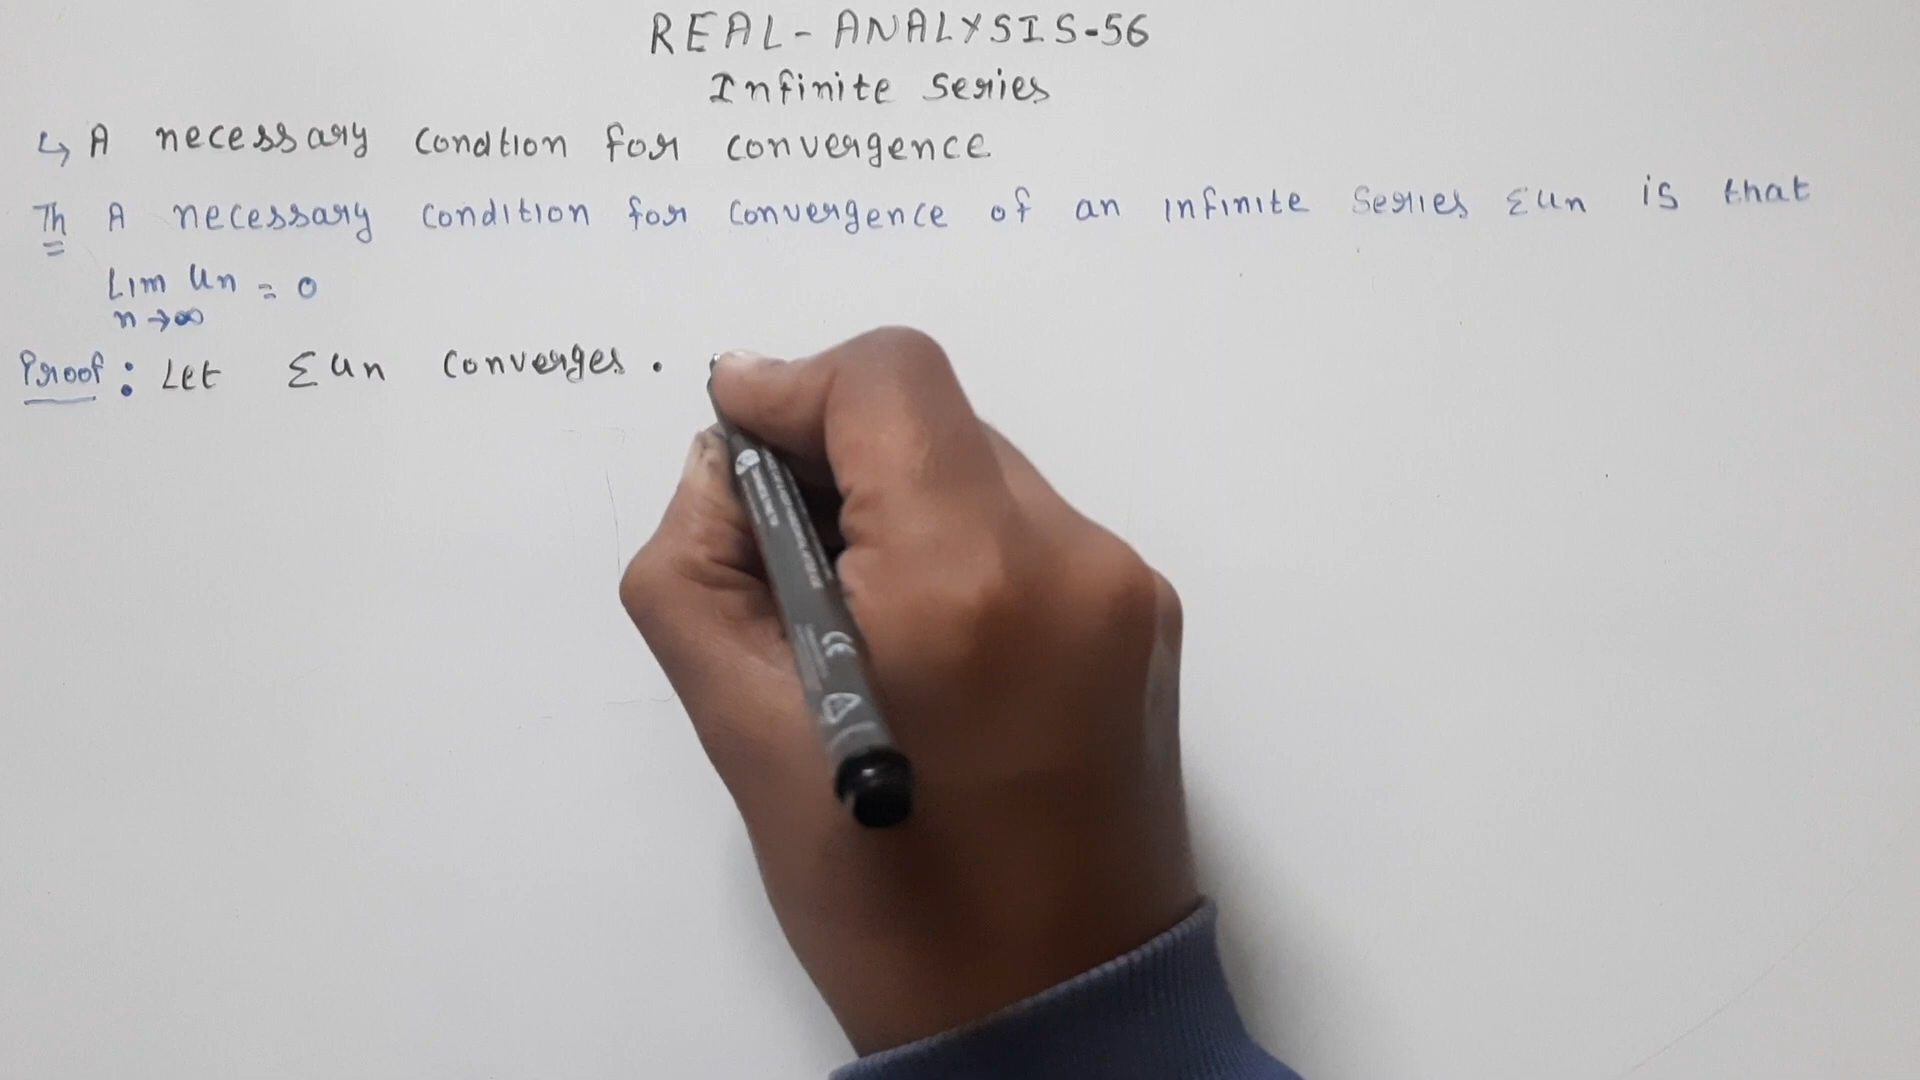 REAL-ANALYSIS-56
Infinite series
↳ A necessary condtion for convergence
Th A necessary condition for convergence of an infinite series Σun is that
Lim un = 0
n→∞
Proof: Let Σun converges.
CE